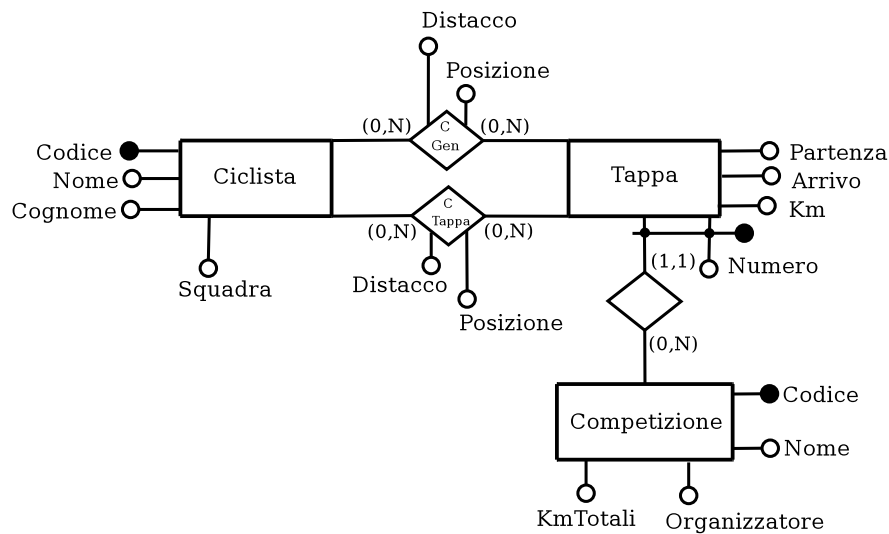 Distacco
Posizione
(0,N)
C
Gen
(0,N)
Codice
Nome
Cognome
Ciclista
Squadra
Tappa
Partenza
Arrivo
Km
(0,N)
C
Tappa
(0,N)
Distacco
Posizione
(1,1)
Numero
(0,N)
Competizione
Codice
Nome
KmTotali
Organizzatore